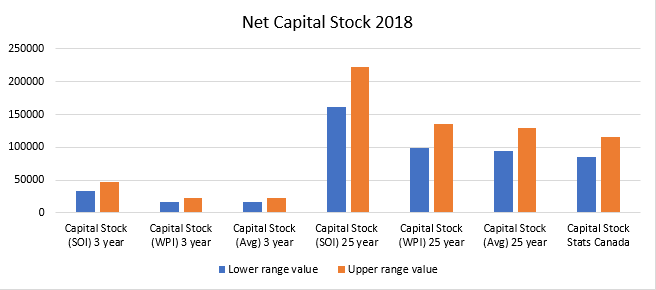 Net Capital Stock 2018
250000
200000
150000
100000
50000
0
Capital Stock
(SOI) 3 year
Capital Stock
(WPI) 3 year
Capital Stock
(Avg) 3 year
Capital Stock
(SOI) 25 year
Capital Stock
(WPI) 25 year
Capital Stock
(Avg) 25 year
Capital Stock
Stats Canada
Lower range value
Upper range value